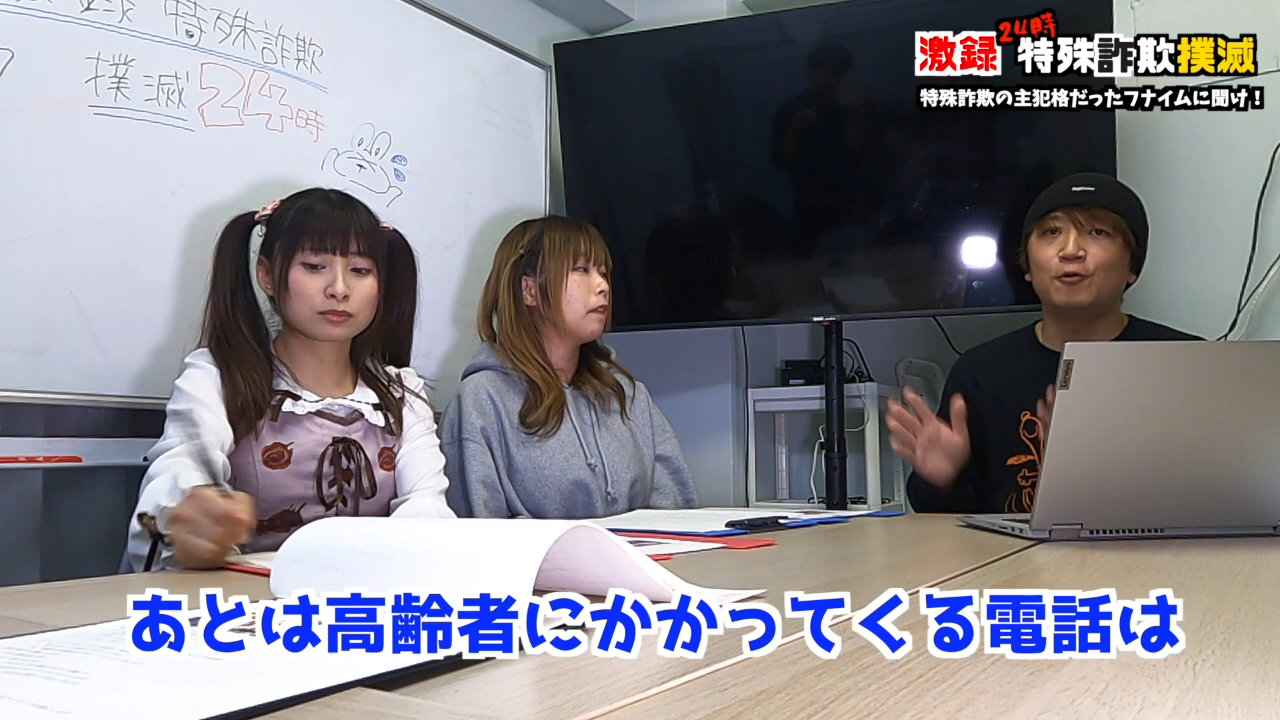 録 特殊詐欺
撲滅24時
激録24時特殊詐欺撲滅
特殊詐欺の主犯格だったフナイムに聞け！
Lenovo
あとは高齢者にかかってくる電話は